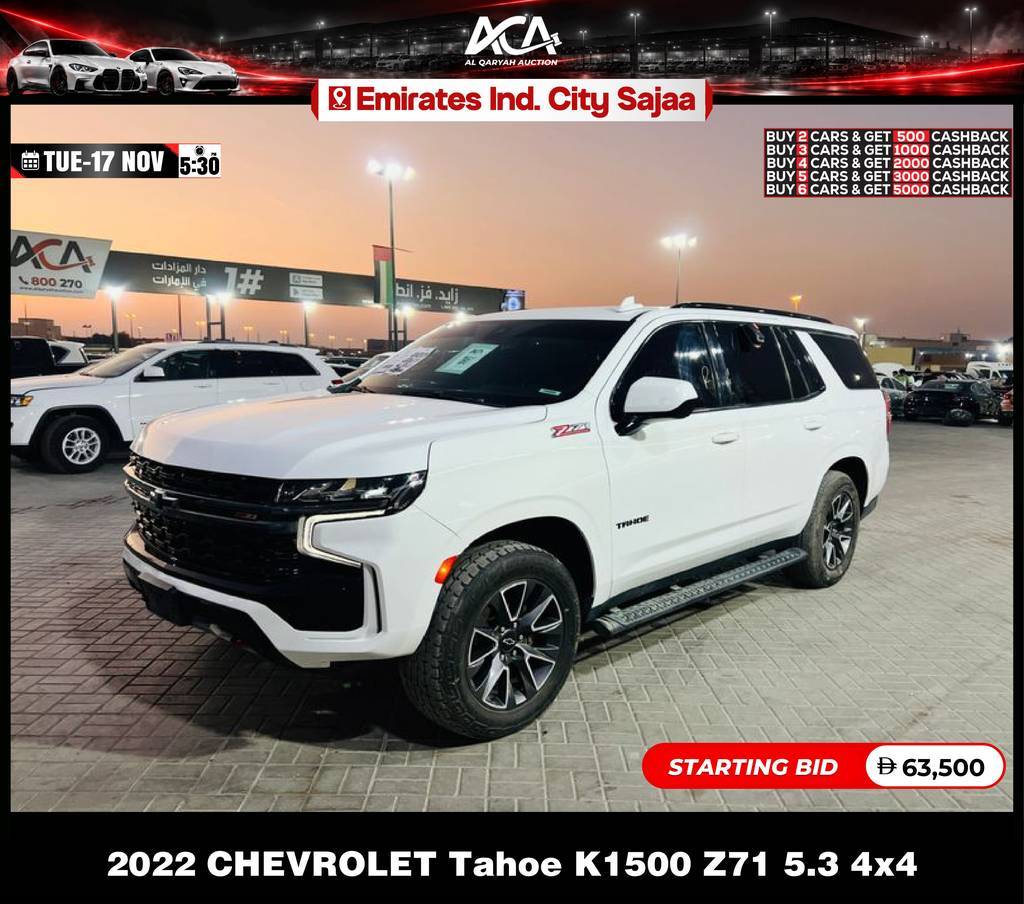 ACA
AL QARYAH AUCTION
Emirates Ind. City Sajaa
TUE-17 NOV 5:30
BUY 2 CARS & GET 500 CASHBACK
BUY 3 CARS & GET 1000 CASHBACK
BUY 4 CARS & GET 2000 CASHBACK
BUY 5 CARS & GET 3000 CASHBACK
BUY 6 CARS & GET 5000 CASHBACK
ACA
800 270
دار المزادات
في الإمارات
1#
زايد. فز. 
Z71
TAHOE
STARTING BID 63,500
2022 CHEVROLET Tahoe K1500 Z71 5.3 4x4